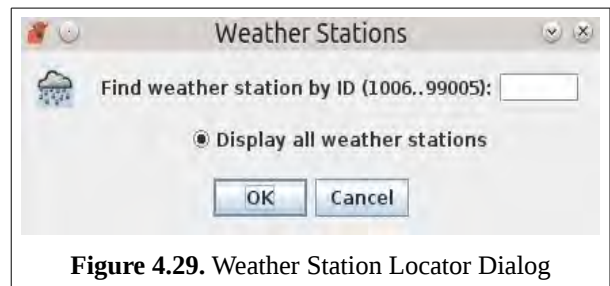 Weather Stations
Find weather station by ID (1006..99005):
Display all weather stations
OK Cancel
Figure 4.29. Weather Station Locator Dialog